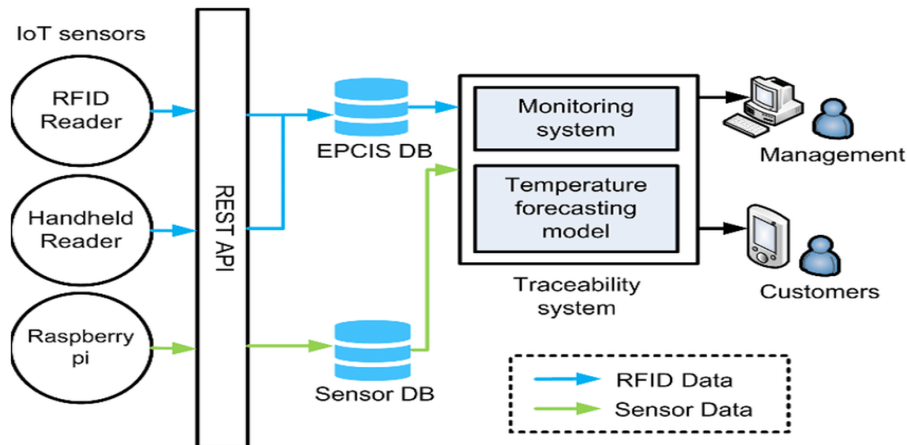 IoT sensors
RFID
Reader
Handheld
Reader
Raspberry
pi
REST API
EPCIS DB
Sensor DB
Monitoring
system
Temperature
forecasting
model
Traceability
system
Management
Customers
RFID Data
Sensor Data